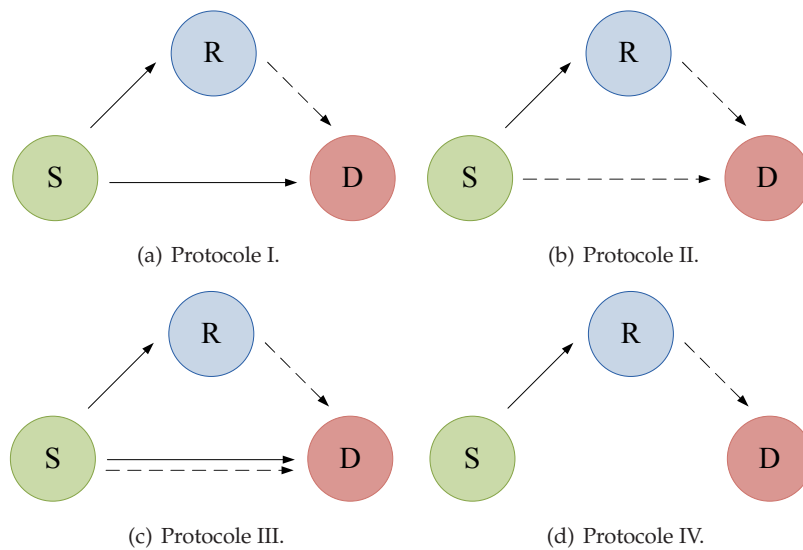 R
S
D
(a) Protocole I.
R
S
D
(b) Protocole II.
R
S
D
(c) Protocole III.
R
S
D
(d) Protocole IV.